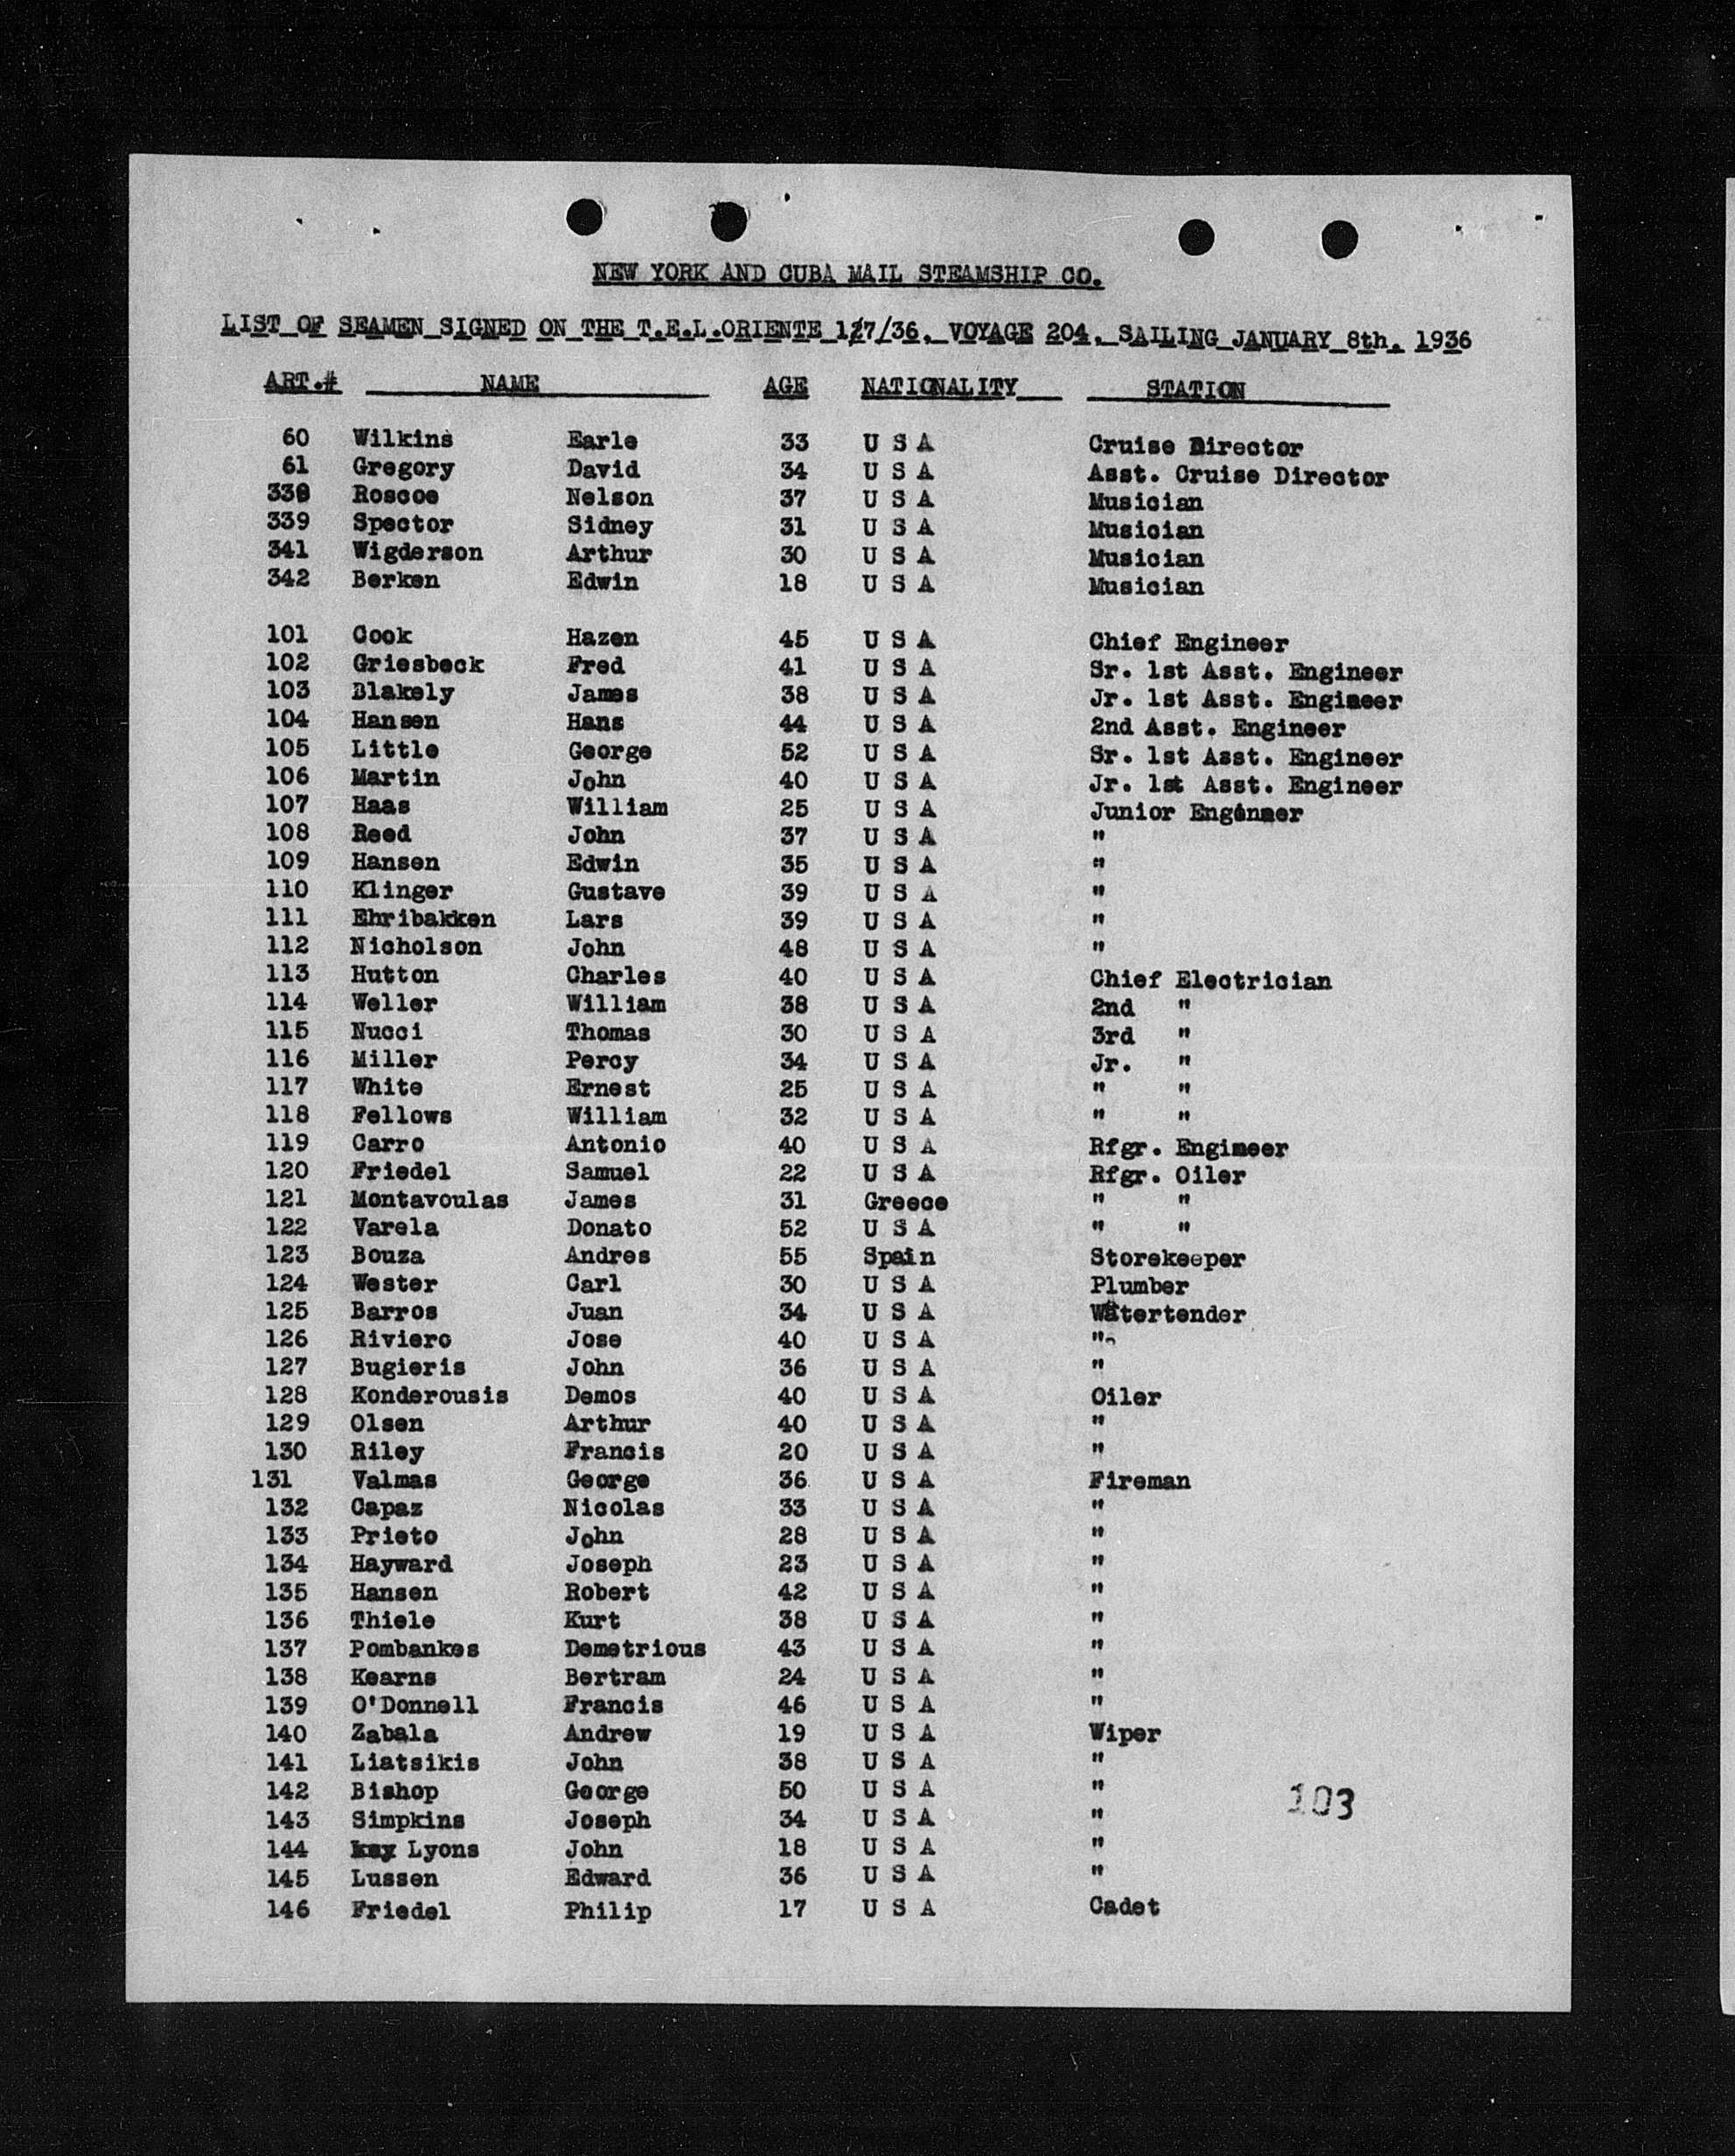 NEW YORK AND CUBA MAIL STEAMSHIP CO.
LIST OF SEAMEN SIGNED ON THE T.E.L.ORIENTE 1/7/36. VOYAGE 204. SAILING JANUARY 8th. 1936
ART.# NAME AGE NATIONALITY STATION
60 Wilkins Earle 33 U S A Cruise Director
61 Gregory David 34 U S A Asst. Cruise Director
338 Roscoe Nelson 37 U S A Musician
339 Spector Sidney 31 U S A Musician
341 Wigderson Arthur 30 U S A Musician
342 Berken Edwin 18 U S A Musician
101 Cook Hazen 45 U S A Chief Engineer
102 Griesbeck Fred 41 U S A Sr. 1st Asst. Engineer
103 Blakely James 38 U S A Jr. 1st Asst. Engineer
104 Hansen Hans 44 U S A 2nd Asst. Engineer
105 Little George 52 U S A Sr. 1st Asst. Engineer
106 Martin John 40 U S A Jr. 1st Asst. Engineer
107 Haas William 25 U S A Junior Engineer
108 Reed John 37 U S A "
109 Hansen Edwin 35 U S A "
110 Klinger Gustave 39 U S A "
111 Ehribakken Lars 39 U S A "
112 Nicholson John 48 U S A "
113 Hutton Charles 40 U S A Chief Electrician
114 Weller William 38 U S A 2nd "
115 Nucci Thomas 30 U S A 3rd "
116 Miller Percy 34 U S A Jr. "
117 White Ernest 25 U S A " "
118 Fellows William 32 U S A " "
119 Carro Antonio 40 U S A Rfgr. Engineer
120 Friedel Samuel 22 U S A Rfgr. Oiler
121 Montavoulas James 31 Greece " "
122 Varela Donato 52 U S A " "
123 Bouza Andres 55 Spain Storekeeper
124 Wester Carl 30 U S A Plumber
125 Barros Juan 34 U S A Watertender
126 Riviero Jose 40 U S A "
127 Bugieris John 36 U S A "
128 Konderousis Demos 40 U S A Oiler
129 Olsen Arthur 40 U S A "
130 Riley Francis 20 U S A "
131 Valmas George 36 U S A Fireman
132 Capaz Nicolas 33 U S A "
133 Prieto John 28 U S A "
134 Hayward Joseph 23 U S A "
135 Hansen Robert 42 U S A "
136 Thiele Kurt 38 U S A "
137 Pombankes Demetrious 43 U S A "
138 Kearns Bertram 24 U S A "
139 O'Donnell Francis 46 U S A "
140 Zabala Andrew 19 U S A Wiper
141 Liatsikis John 38 U S A "
142 Bishop George 50 U S A "
143 Simpkins Joseph 34 U S A "
144 Lyons John 18 U S A "
145 Lussen Edward 36 U S A "
146 Friedel Philip 17 U S A Cadet
103